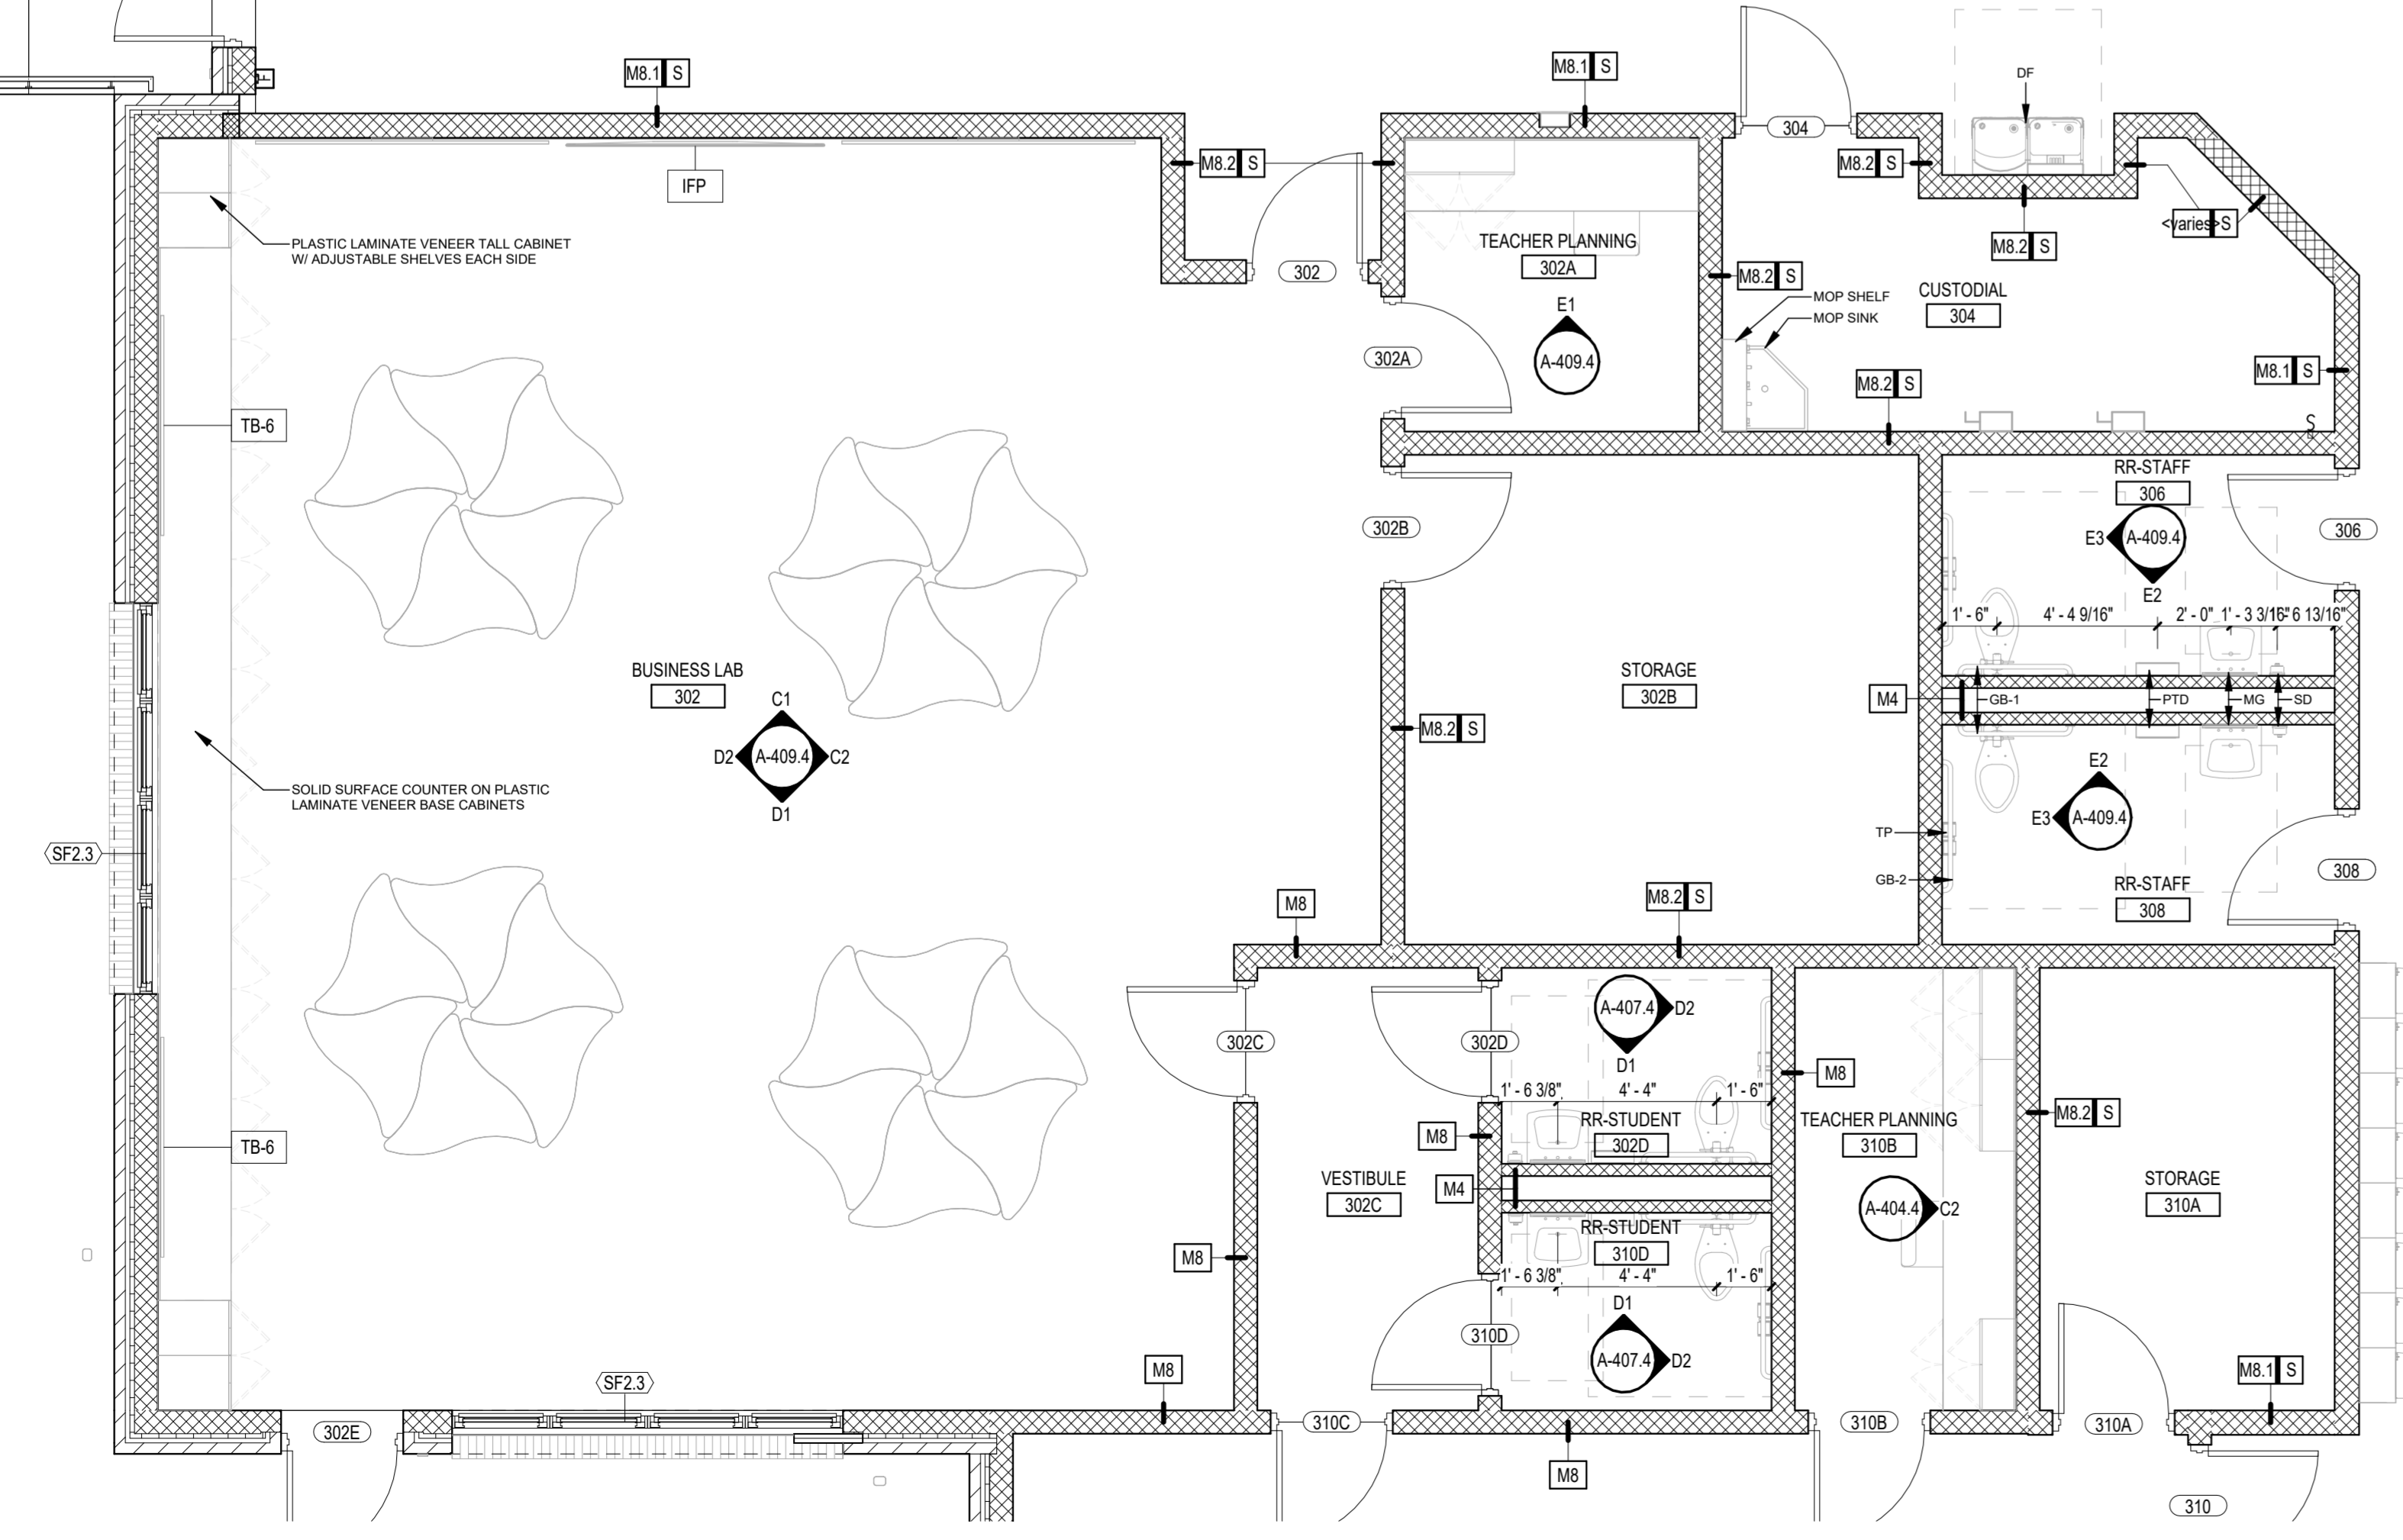 F
M8.1 S
M8.1 S
DF
304
M8.2 S
M8.2 S
IFP
<varies> S
PLASTIC LAMINATE VENEER TALL CABINET
W/ ADJUSTABLE SHELVES EACH SIDE
302
TEACHER PLANNING
302A
M8.2 S
M8.2 S
CUSTODIAL
304
MOP SHELF
MOP SINK
E1
A-409.4
302A
M8.1 S
M8.2 S
TB-6
S
RR-STAFF
306
302B
306
E3
A-409.4
E2
1' - 6"
4' - 4 9/16"
2' - 0"
1' - 3 3/16"
6 13/16"
BUSINESS LAB
302
STORAGE
302B
M4
GB-1
PTD
MG
SD
C1
D2
A-409.4
C2
D1
M8.2 S
SOLID SURFACE COUNTER ON PLASTIC
LAMINATE VENEER BASE CABINETS
E2
E3
A-409.4
TP
GB-2
SF2.3
308
RR-STAFF
308
M8
M8.2 S
A-407.4
D2
D1
302C
302D
M8
1' - 6 3/8"
4' - 4"
1' - 6"
M8
RR-STUDENT
302D
TEACHER PLANNING
310B
M8.2 S
TB-6
VESTIBULE
302C
M4
A-404.4
C2
STORAGE
310A
RR-STUDENT
310D
M8
1' - 6 3/8"
4' - 4"
1' - 6"
D1
310D
A-407.4
D2
M8
M8.1 S
SF2.3
302E
310C
310B
310A
M8
310